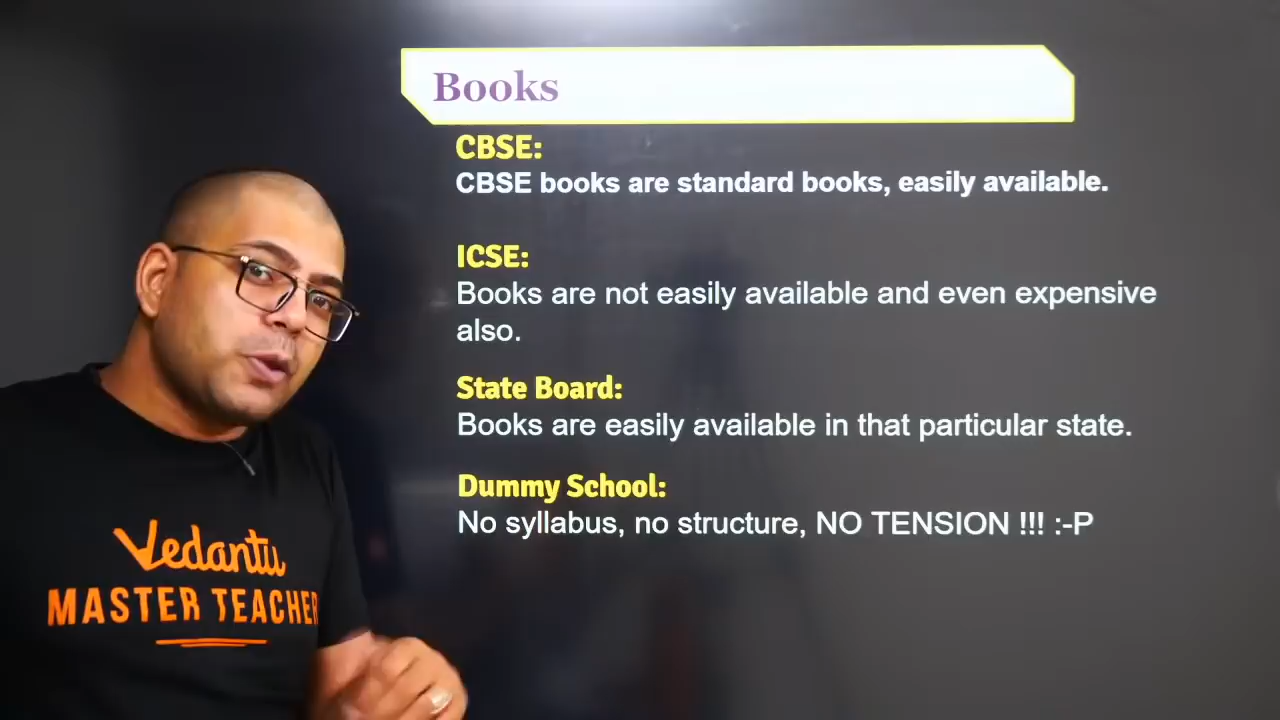 Books
CBSE:
CBSE books are standard books, easily available.
ICSE:
Books are not easily available and even expensive
also.
State Board:
Books are easily available in that particular state.
Dummy School:
No syllabus, no structure, NO TENSION !!! :-P
Vedantu
MASTER TEACHER